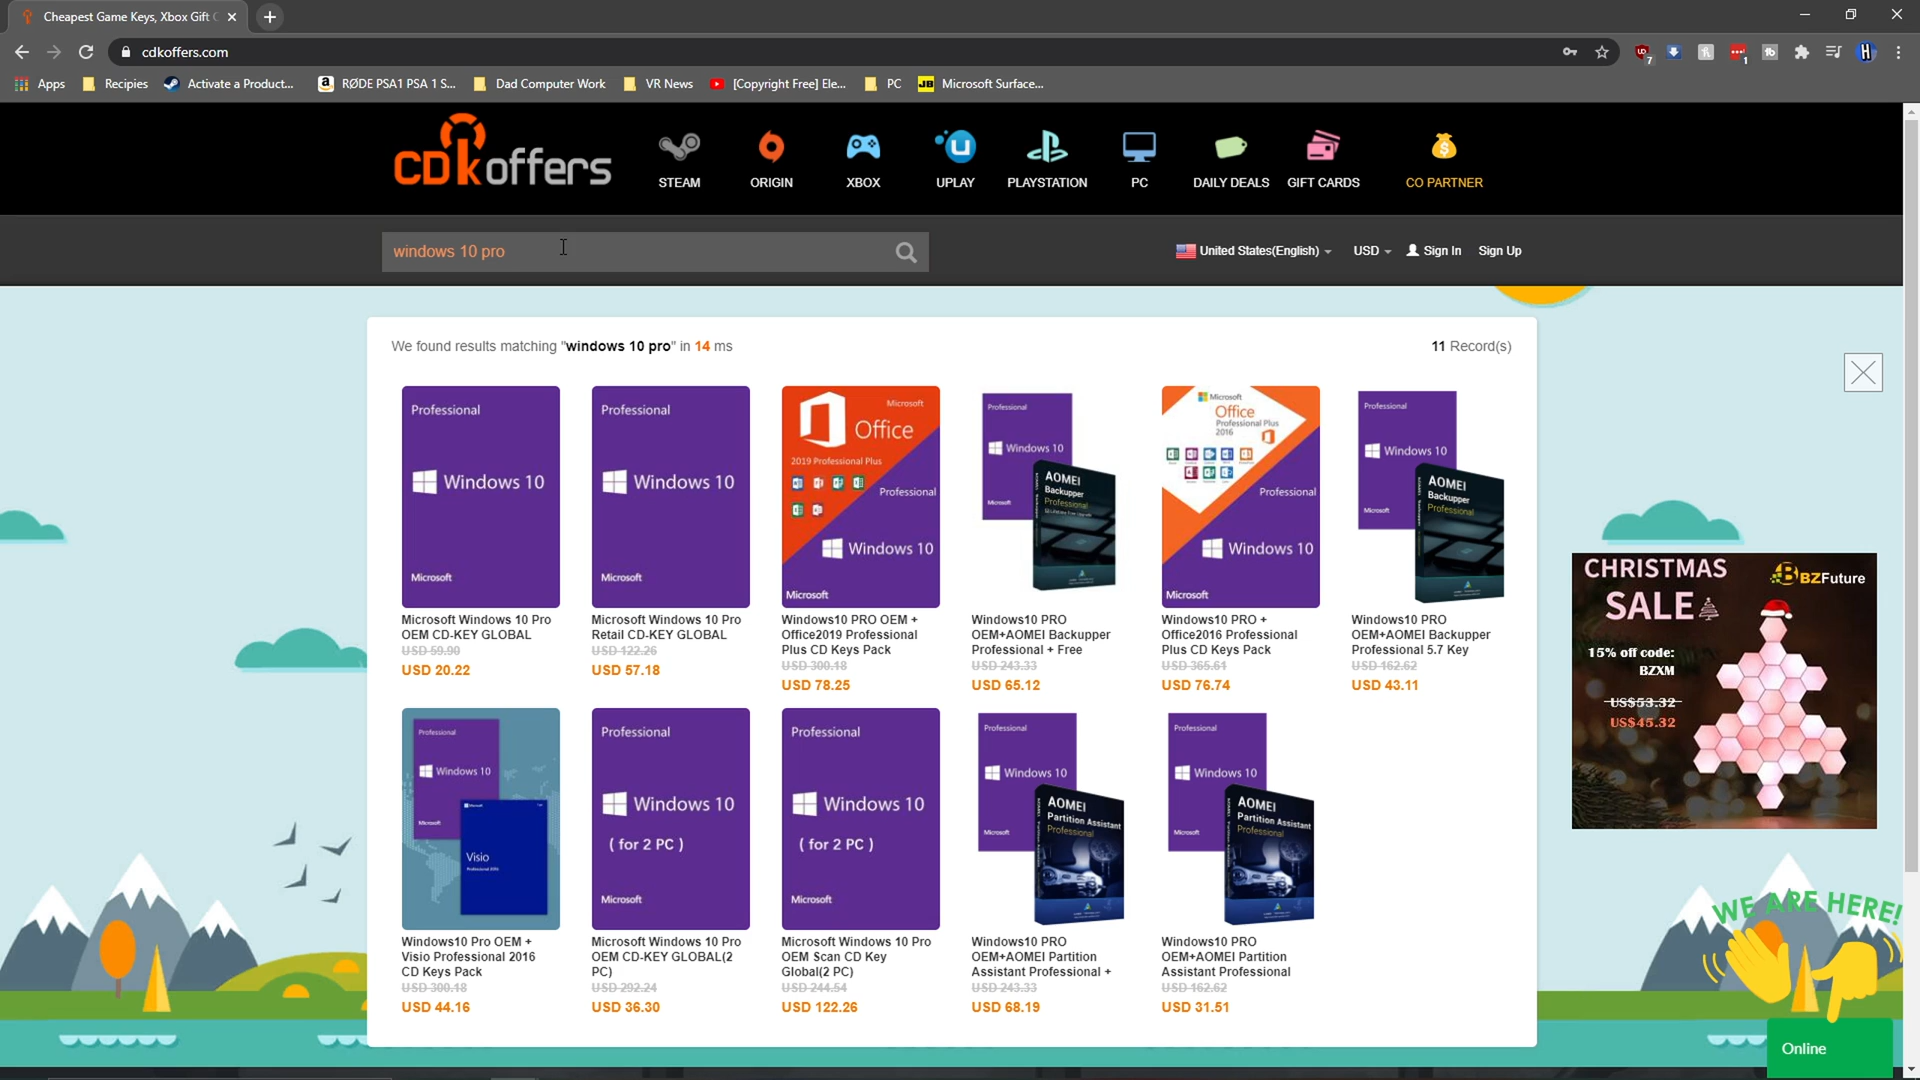 Cheapest Game Keys, Xbox Gift C
cdkoffers.com
7
1
H
Apps
Recipies
Activate a Product...
RØDE PSA1 PSA 1 S...
Dad Computer Work
VR News
[Copyright Free] Ele...
PC
JB
Microsoft Surface...
CDkoffers
STEAM
ORIGIN
XBOX
UPLAY
PLAYSTATION
PC
DAILY DEALS
GIFT CARDS
CO PARTNER
windows 10 pro
United States(English)
USD
Sign In
Sign Up
We found results matching "windows 10 pro" in 14 ms
11 Record(s)
Professional
Windows 10
Microsoft
Microsoft Windows 10 Pro
OEM CD-KEY GLOBAL
USD 59.90
USD 20.22
Professional
Windows 10
Microsoft
Microsoft Windows 10 Pro
Retail CD-KEY GLOBAL
USD 122.26
USD 57.18
Microsoft
Office
2019 Professional Plus
Professional
Windows 10
Microsoft
Windows10 PRO OEM +
Office2019 Professional
Plus CD Keys Pack
USD 300.18
USD 78.25
Professional
Windows 10
Microsoft
AOMEI
Backupper
Professional
Windows10 PRO
OEM+AOMEI Backupper
Professional + Free
USD 243.33
USD 65.12
Microsoft
Office
Professional Plus
2016
Professional
Windows 10
Microsoft
Windows10 PRO +
Office2016 Professional
Plus CD Keys Pack
USD 365.61
USD 76.74
Professional
Windows 10
Microsoft
AOMEI
Backupper
Professional
Windows10 PRO
OEM+AOMEI Backupper
Professional 5.7 Key
USD 162.62
USD 43.11
Professional
Windows 10
Microsoft
Visio
Professional 2016
Windows10 Pro OEM +
Visio Professional 2016
CD Keys Pack
USD 300.18
USD 44.16
Professional
Windows 10
( for 2 PC )
Microsoft
Microsoft Windows 10 Pro
OEM CD-KEY GLOBAL(2
PC)
USD 292.24
USD 36.30
Professional
Windows 10
( for 2 PC )
Microsoft
Microsoft Windows 10 Pro
OEM Scan CD Key
Global(2 PC)
USD 244.54
USD 122.26
Professional
Windows 10
Microsoft
AOMEI
Partition Assistant
Professional
Windows10 PRO
OEM+AOMEI Partition
Assistant Professional +
USD 243.33
USD 68.19
Professional
Windows 10
Microsoft
AOMEI
Partition Assistant
Professional
Windows10 PRO
OEM+AOMEI Partition
Assistant Professional
USD 162.62
USD 31.51
CHRISTMAS
SALE
BZFuture
15% off code:
BZXM
US$53.32
US$45.32
WE ARE HERE!
Online